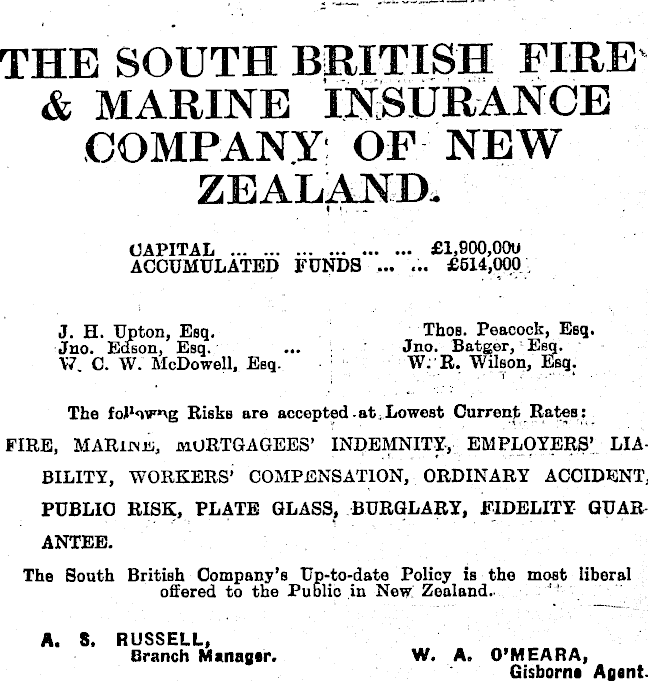 THE SOUTH BRITISH FIRE
& MARINE INSURANCE
COMPANY OF NEW
ZEALAND.
CAPITAL ... ... ... ... ... ... £1,900,000
ACCUMULATED FUNDS ... ... £514,000
J. H. Upton, Esq. Thos. Peacock, Esq.
Jno. Edson, Esq. ... Jno. Batger, Esq.
W. C. W. McDowell, Esq. W. R. Wilson, Esq.
The followng Risks are accepted at Lowest Current Rates:
FIRE, MARINE, MORTGAGEES' INDEMNITY, EMPLOYERS' LIA-
BILITY, WORKERS' COMPENSATION, ORDINARY ACCIDENT,
PUBLIC RISK, PLATE GLASS, BURGLARY, FIDELITY GUAR-
ANTEE.
The South British Company's Up-to-date Policy is the most liberal
offered to the Public in New Zealand.
A. S. RUSSELL,
Branch Manager.
W. A. O'MEARA,
Gisborne Agent.